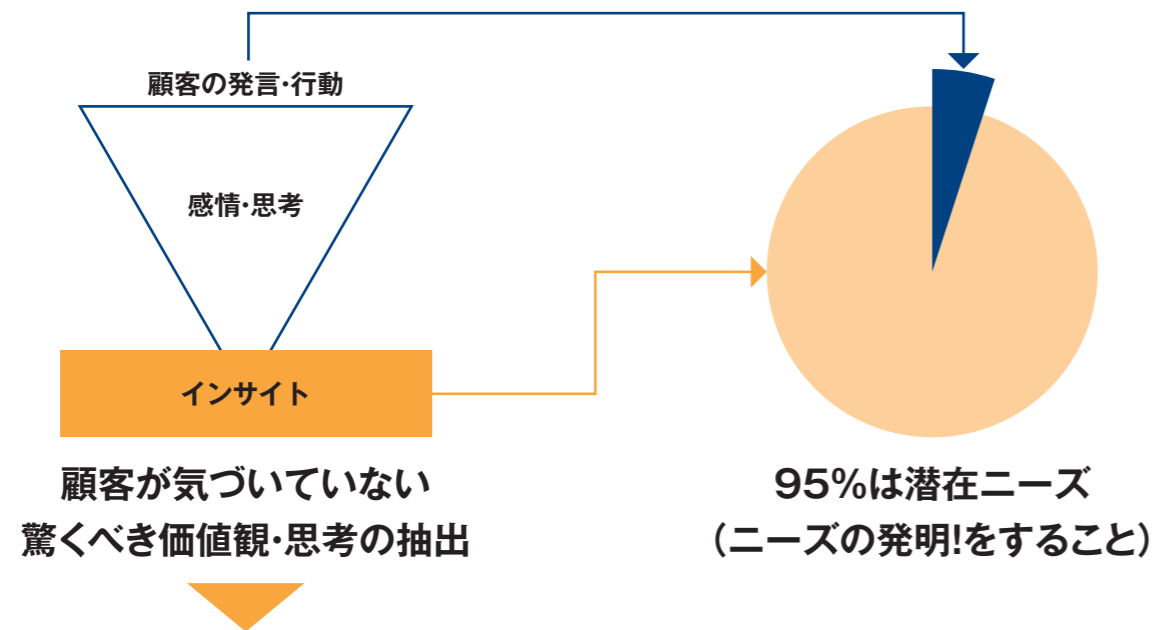 顧客の発言・行動
感情・思考
インサイト
顧客が気づいていない
驚くべき価値観・思考の抽出
95%は潜在ニーズ
（ニーズの発明!をすること）